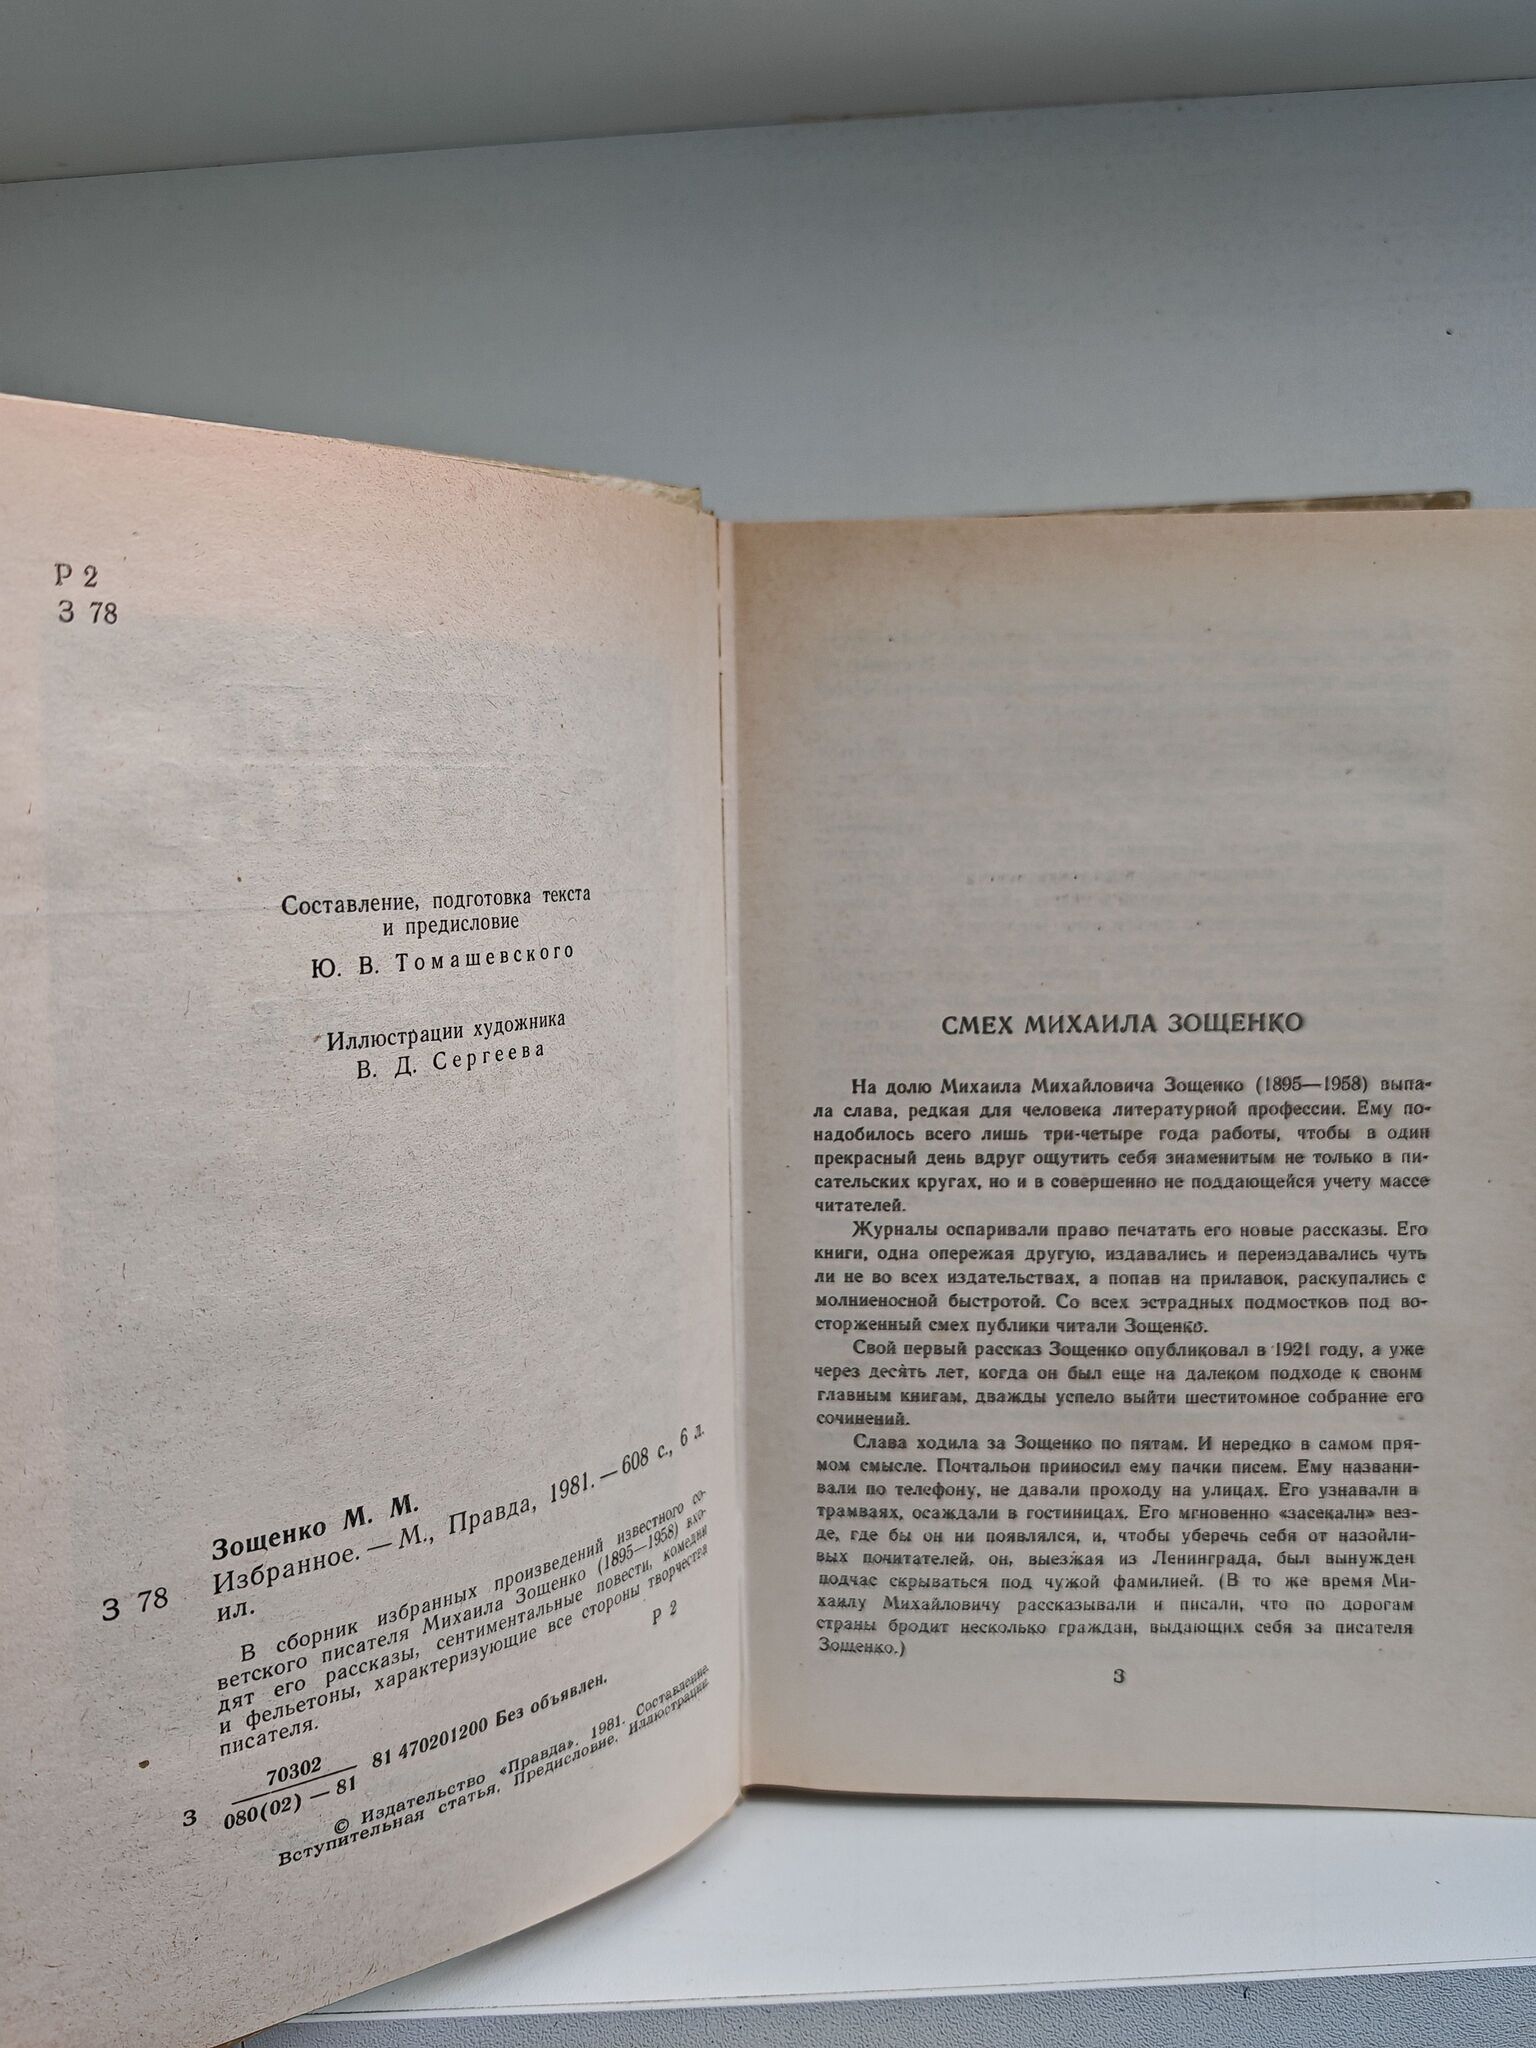 Р 2
З 78
Составление, подготовка текста
и предисловие
Ю. В. Томашевского
Иллюстрации художника
В. Д. Сергеева
Зощенко М. М.
З 78
Избранное. — М., Правда, 1981. — 608 с., 6 л.
ил.
В сборник избранных произведений известного со-
ветского писателя Михаила Зощенко (1895—1958) вхо-
дят его рассказы, сентиментальные повести, комедии
и фельетоны, характеризующие все стороны творчества
писателя.
Р 2
З 70302
080(02) — 81 81 470201200 Без объявлен.
© Издательство «Правда». 1981. Составление.
Вступительная статья. Предисловие. Иллюстрации.
СМЕХ МИХАИЛА ЗОЩЕНКО
На долю Михаила Михайловича Зощенко (1895—1958) выпа-
ла слава, редкая для человека литературной профессии. Ему по-
надобилось всего лишь три-четыре года работы, чтобы в один
прекрасный день вдруг ощутить себя знаменитым не только в пи-
сательских кругах, но и в совершенно не поддающейся учету массе
читателей.
Журналы оспаривали право печатать его новые рассказы. Его
книги, одна опережая другую, издавались и переиздавались чуть
ли не во всех издательствах, а попав на прилавок, раскупались с
молниеносной быстротой. Со всех эстрадных подмостков под во-
сторженный смех публики читали Зощенко.
Свой первый рассказ Зощенко опубликовал в 1921 году, а уже
через десять лет, когда он был еще на далеком подходе к своим
главным книгам, дважды успело выйти шеститомное собрание его
сочинений.
Слава ходила за Зощенко по пятам. И нередко в самом пря-
мом смысле. Почтальон приносил ему пачки писем. Ему названи-
вали по телефону, не давали проходу на улицах. Его узнавали в
трамваях, осаждали в гостиницах. Его мгновенно «засекали» вез-
де, где бы он ни появлялся, и, чтобы уберечь себя от назойли-
вых почитателей, он, выезжая из Ленинграда, был вынужден
подчас скрываться под чужой фамилией. (В то же время Ми-
хаилу Михайловичу рассказывали и писали, что по дорогам
страны бродит несколько граждан, выдающих себя за писателя
Зощенко.)
3